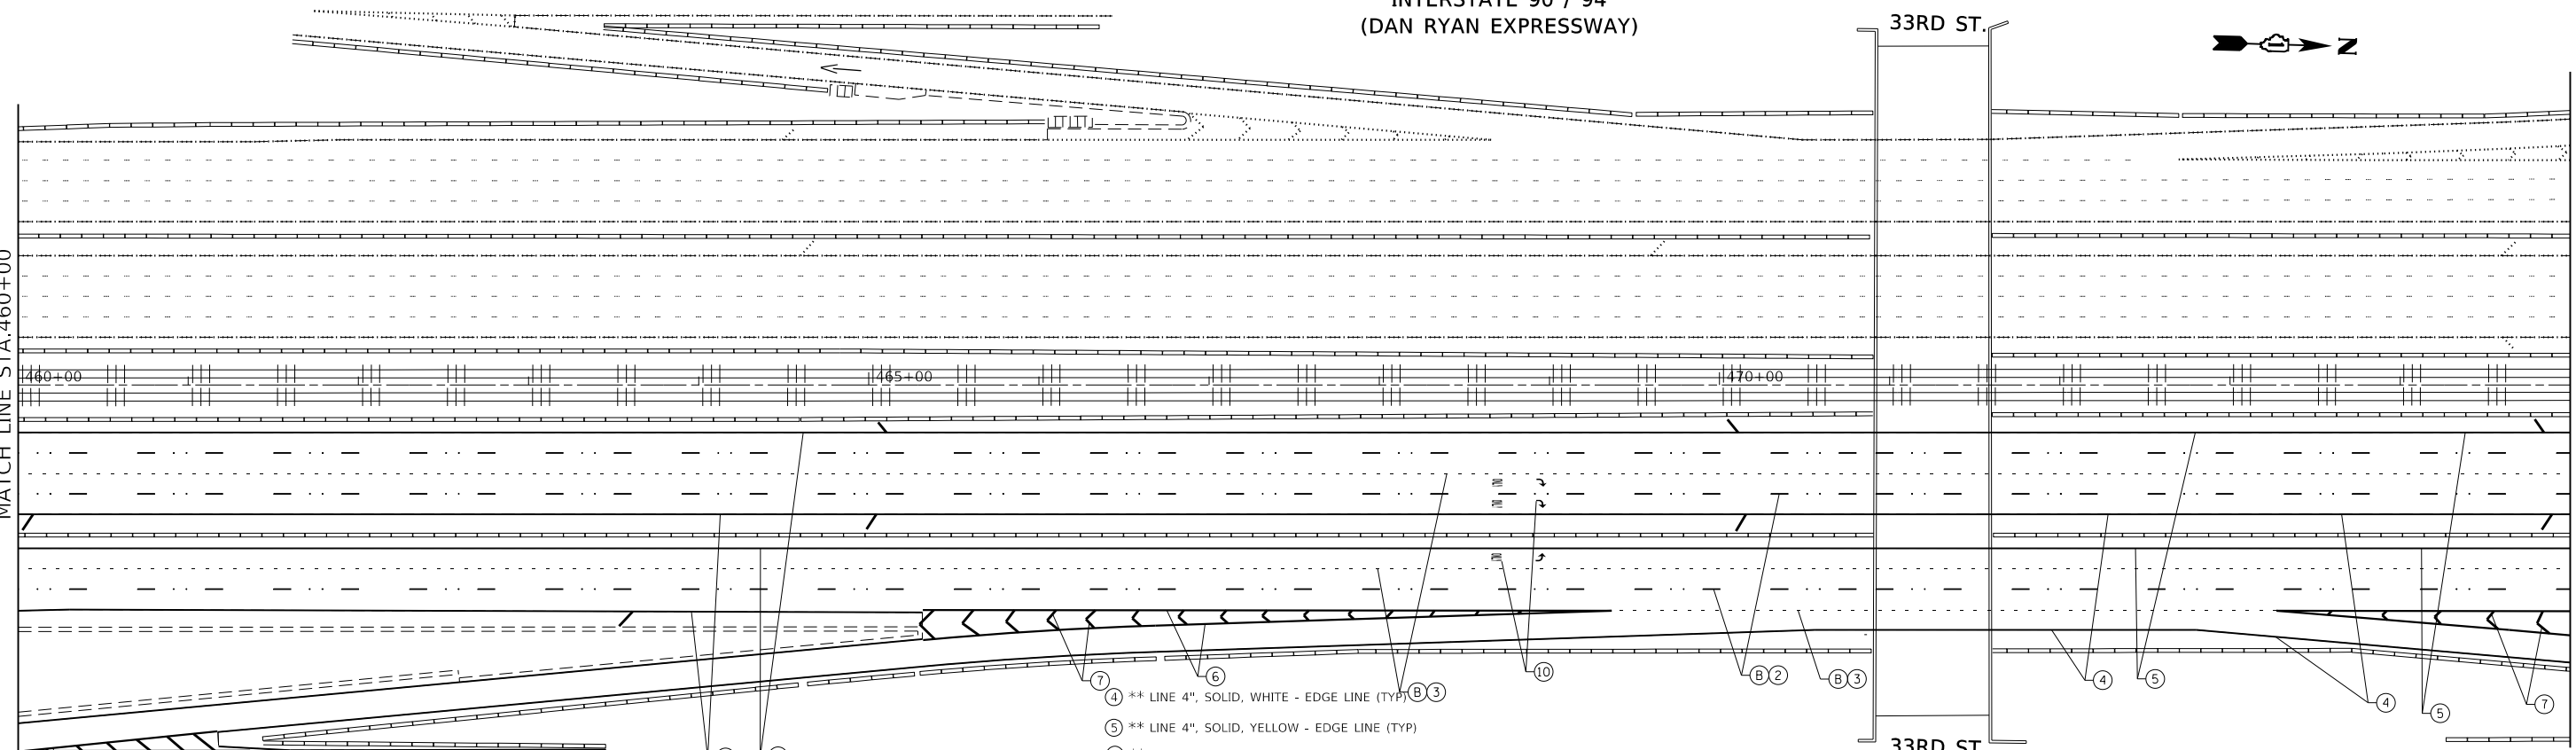 INTERSTATE 90 / 94
(DAN RYAN EXPRESSWAY)
33RD ST.
N
MATCH LINE STA.460+00
460+00
465+00
470+00
7
6
10
B 2
B 3
4
5
4 ** LINE 4", SOLID, WHITE - EDGE LINE (TYP)
B 3
4
5
7
5 ** LINE 4", SOLID, YELLOW - EDGE LINE (TYP)
33RD ST.